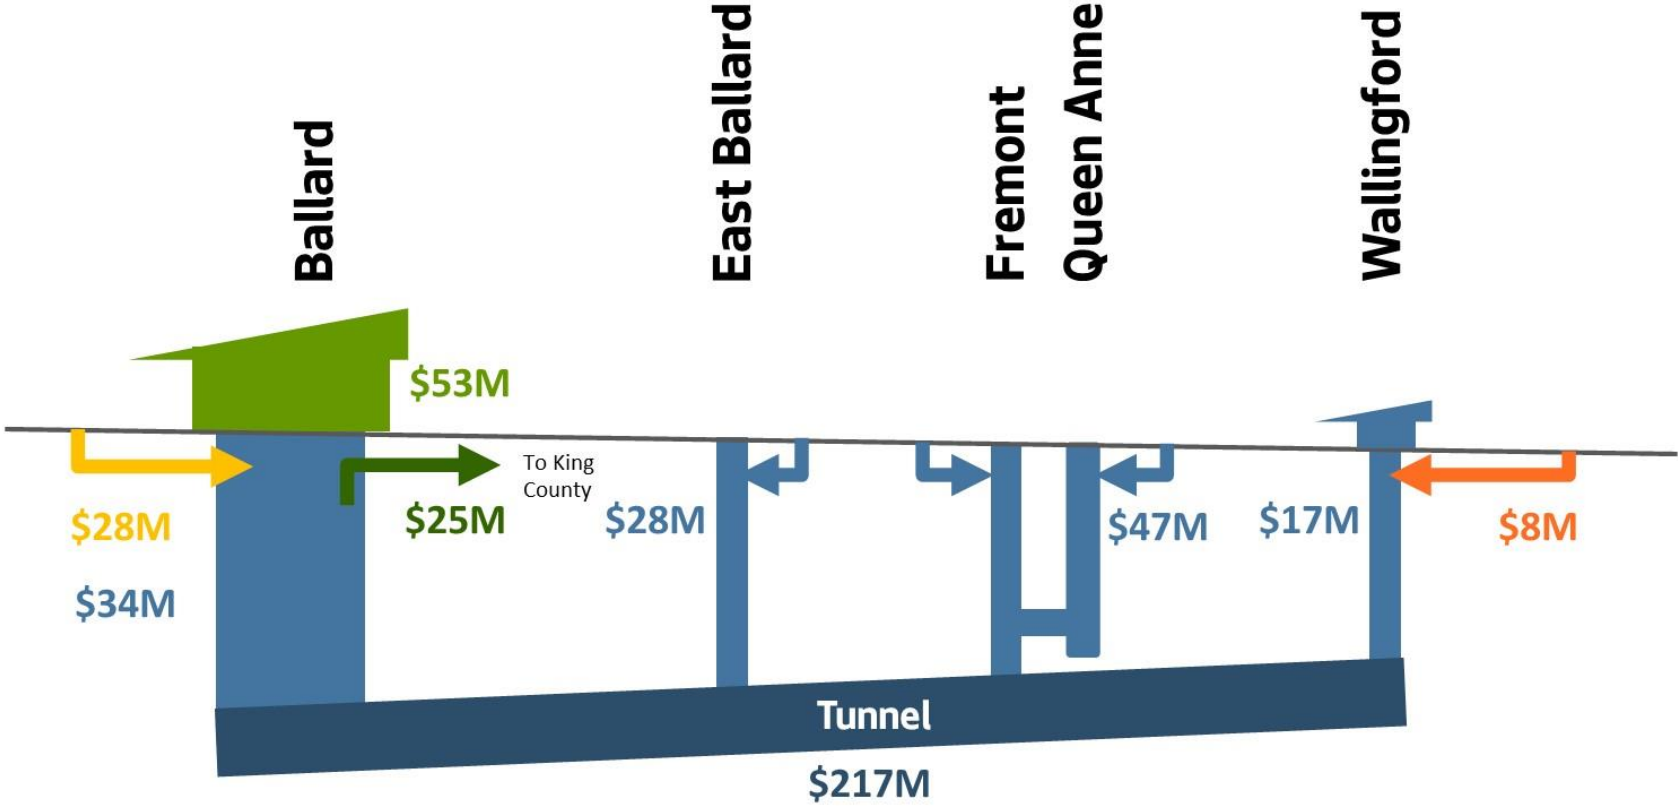 Ballard
East Ballard
Fremont
Queen Anne
Wallingford
$53M
To King
County
$28M
$25M
$28M
$47M
$17M
$8M
$34M
Tunnel
$217M